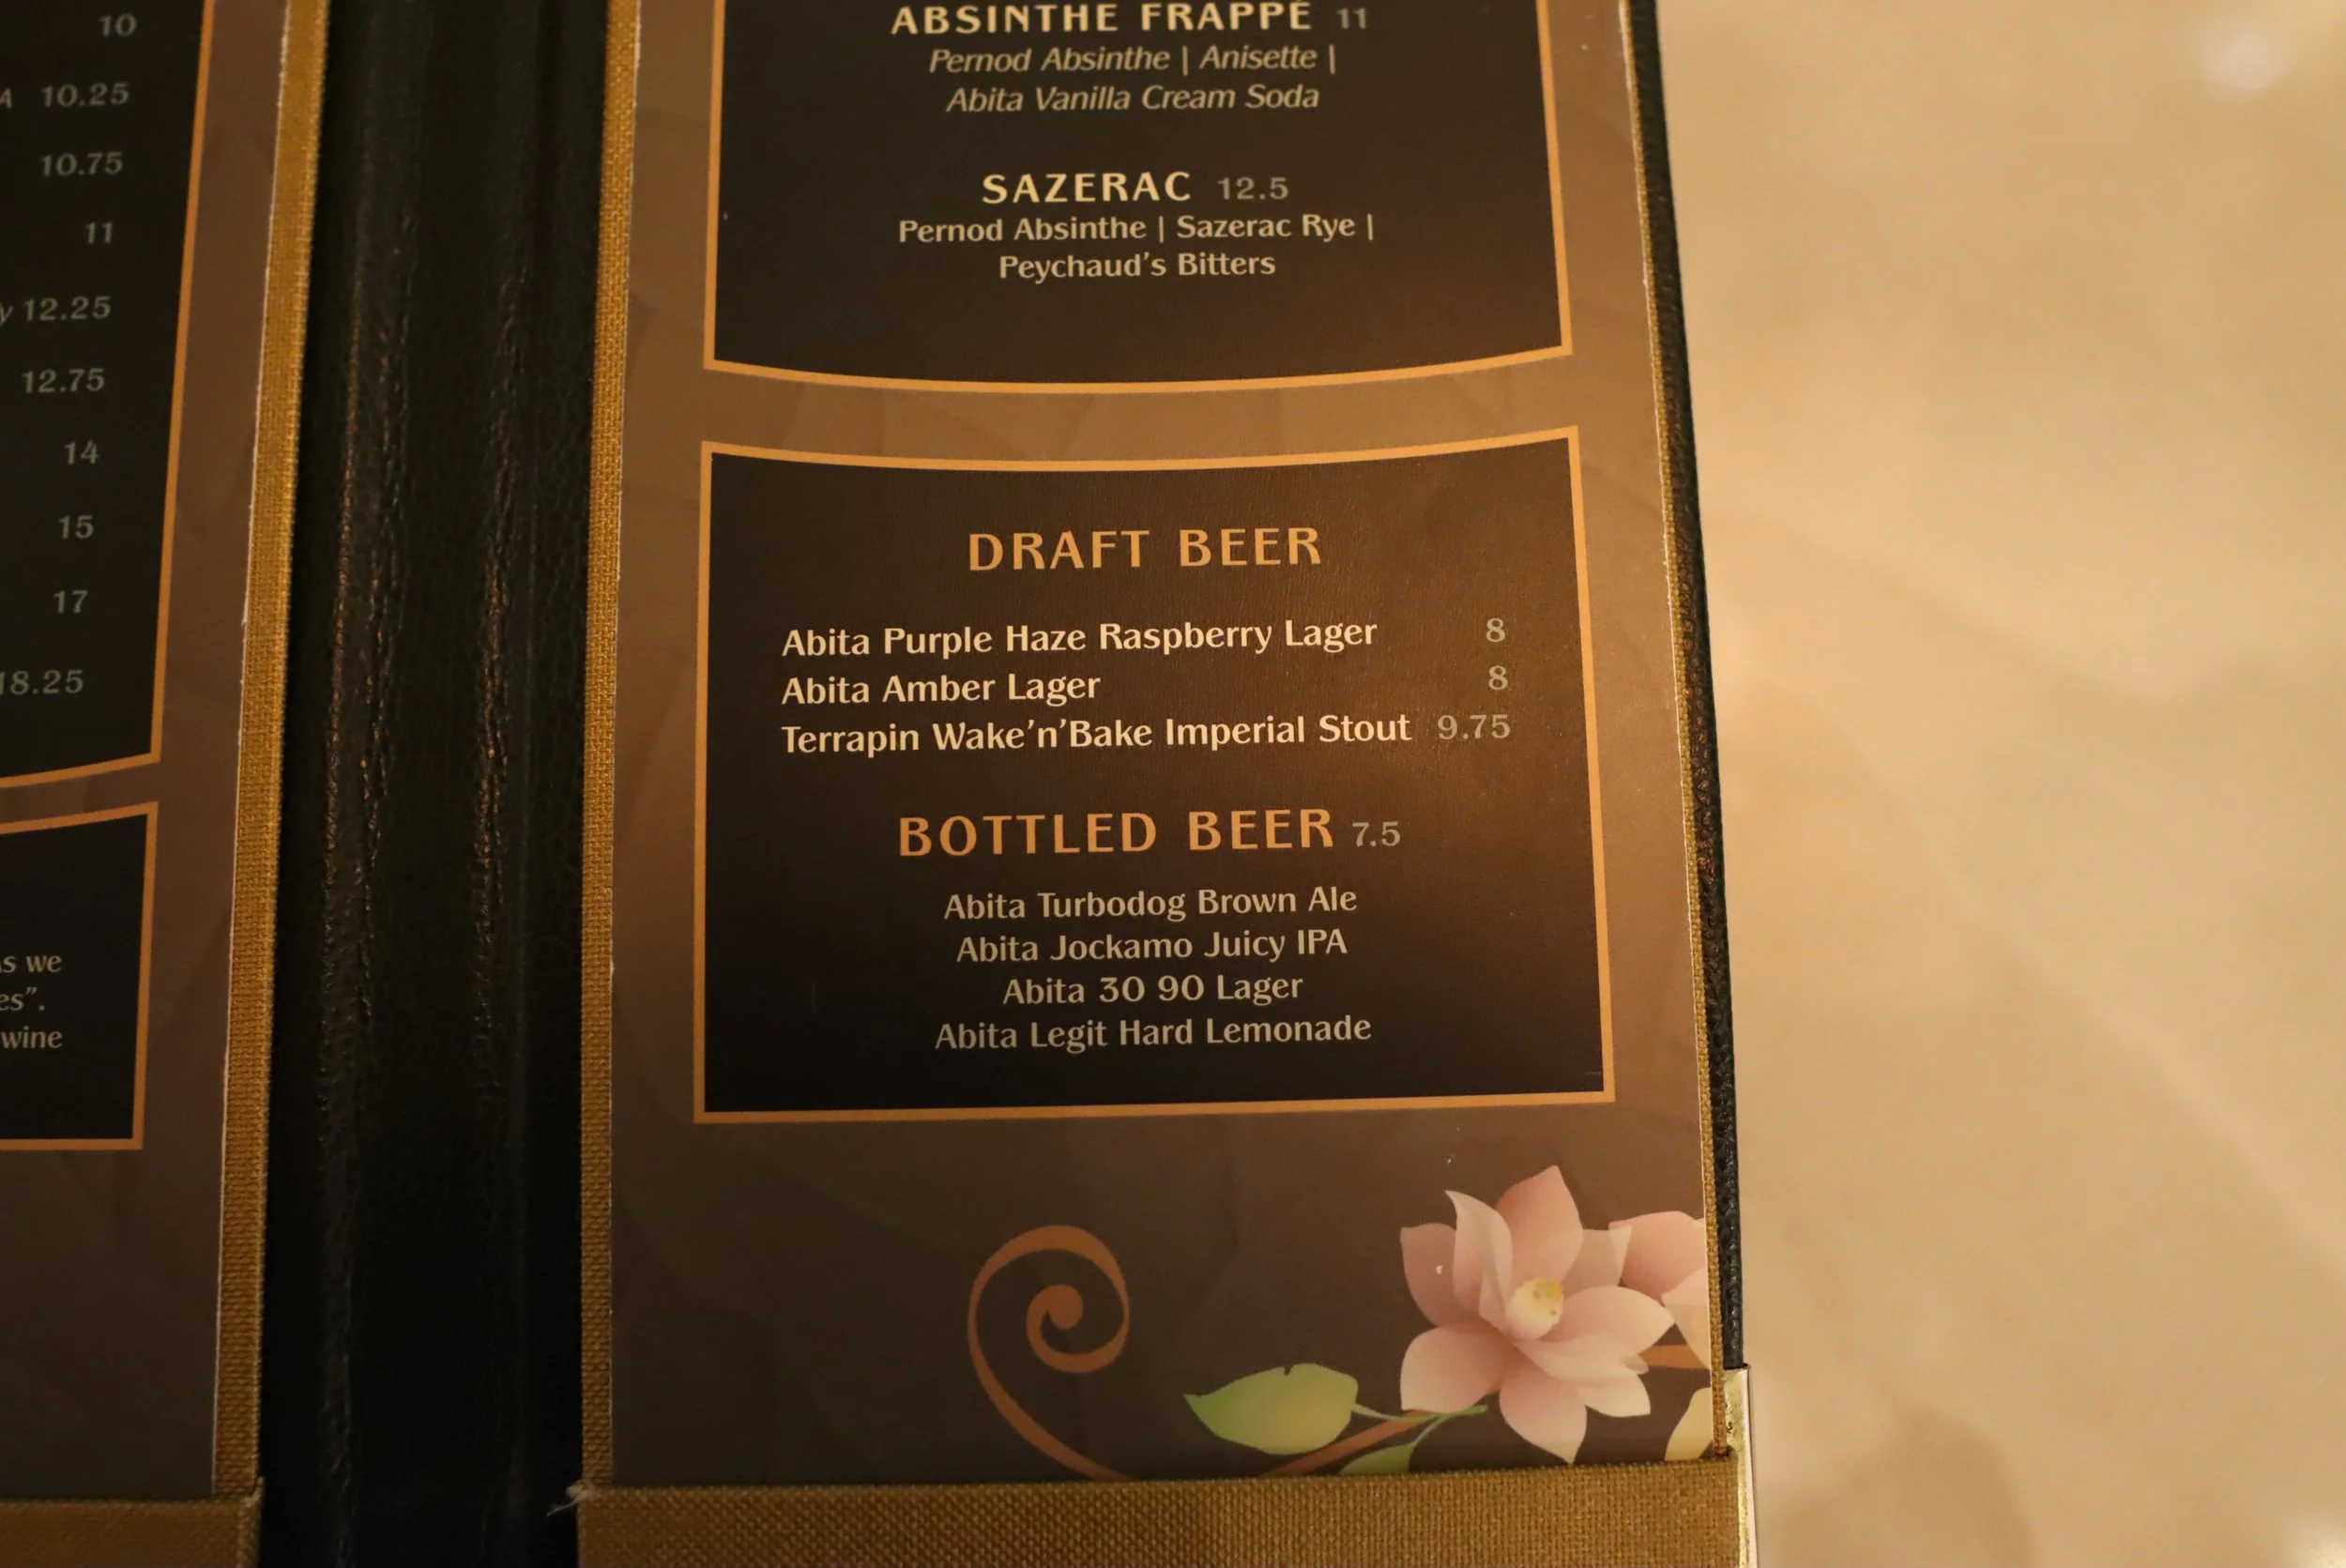 10
A 10.25
10.75
11
y 12.25
12.75
14
15
17
18.25
s we
es”.
wine
ABSINTHE FRAPPÉ 11
Pernod Absinthe | Anisette |
Abita Vanilla Cream Soda
SAZERAC 12.5
Pernod Absinthe | Sazerac Rye |
Peychaud’s Bitters
DRAFT BEER
Abita Purple Haze Raspberry Lager 8
Abita Amber Lager 8
Terrapin Wake’n’Bake Imperial Stout 9.75
BOTTLED BEER 7.5
Abita Turbodog Brown Ale
Abita Jockamo Juicy IPA
Abita 30 90 Lager
Abita Legit Hard Lemonade